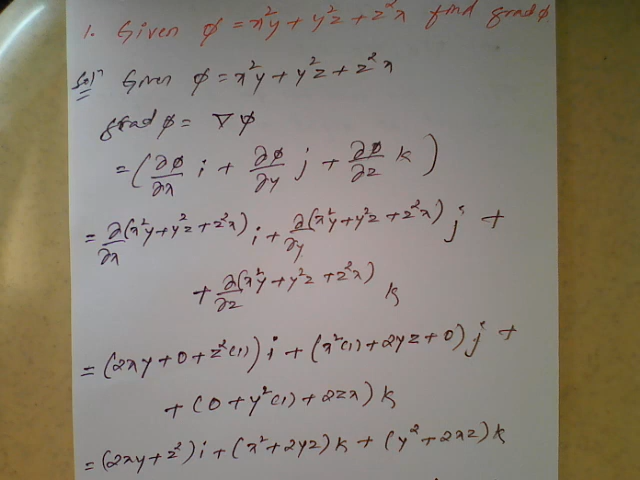 1. Given φ = x²y + y²z + z²x find grad φ
Solⁿ Given φ = x²y + y²z + z²x
grad φ = ∇φ
= (∂φ/∂x i + ∂φ/∂y j + ∂φ/∂z k)
= ∂/∂x (x²y + y²z + z²x) i + ∂/∂y (x²y + y²z + z²x) j +
+ ∂/∂z (x²y + y²z + z²x) k
= (2xy + 0 + z²(1)) i + (x²(1) + 2yz + 0) j +
+ (0 + y²(1) + 2zx) k
= (2xy + z²) i + (x² + 2yz) k + (y² + 2xz) k